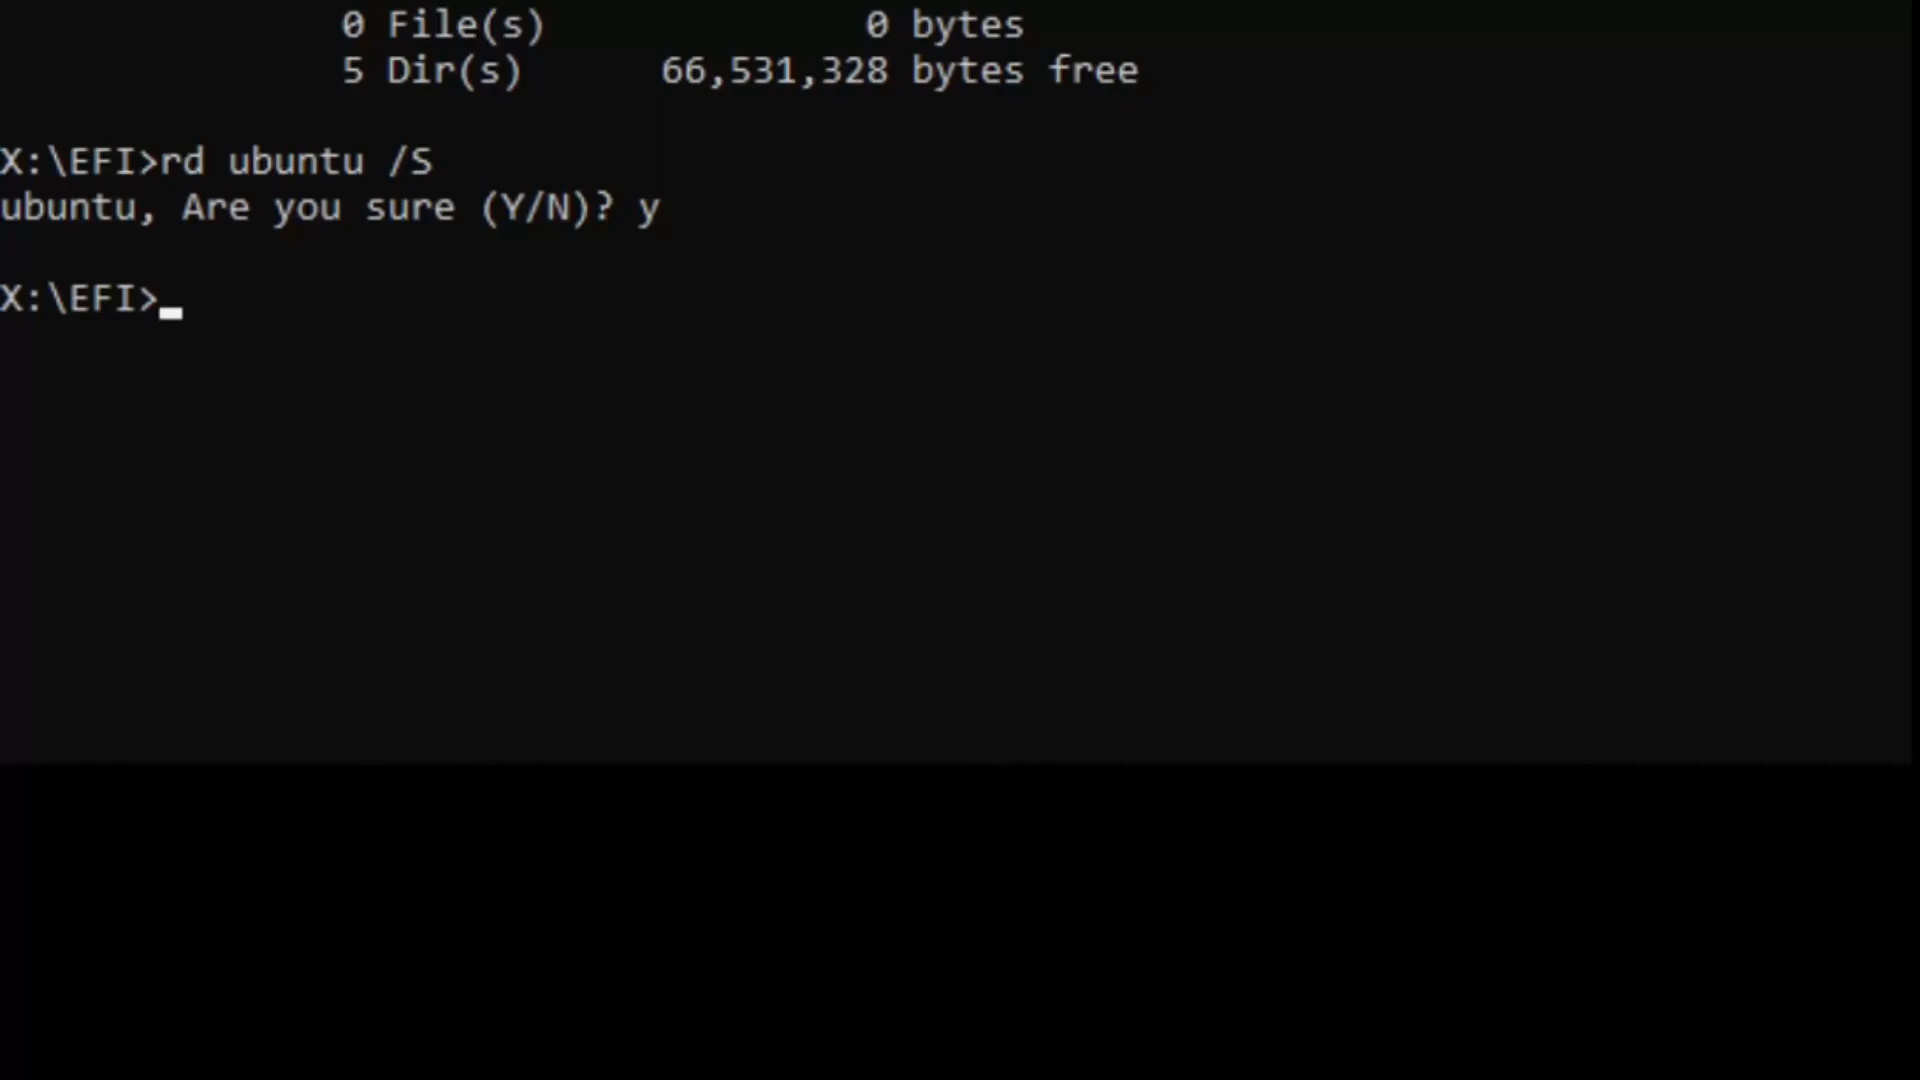 0 File(s) 0 bytes
5 Dir(s) 66,531,328 bytes free
X:\EFI>rd ubuntu /S
ubuntu, Are you sure (Y/N)? y
X:\EFI>